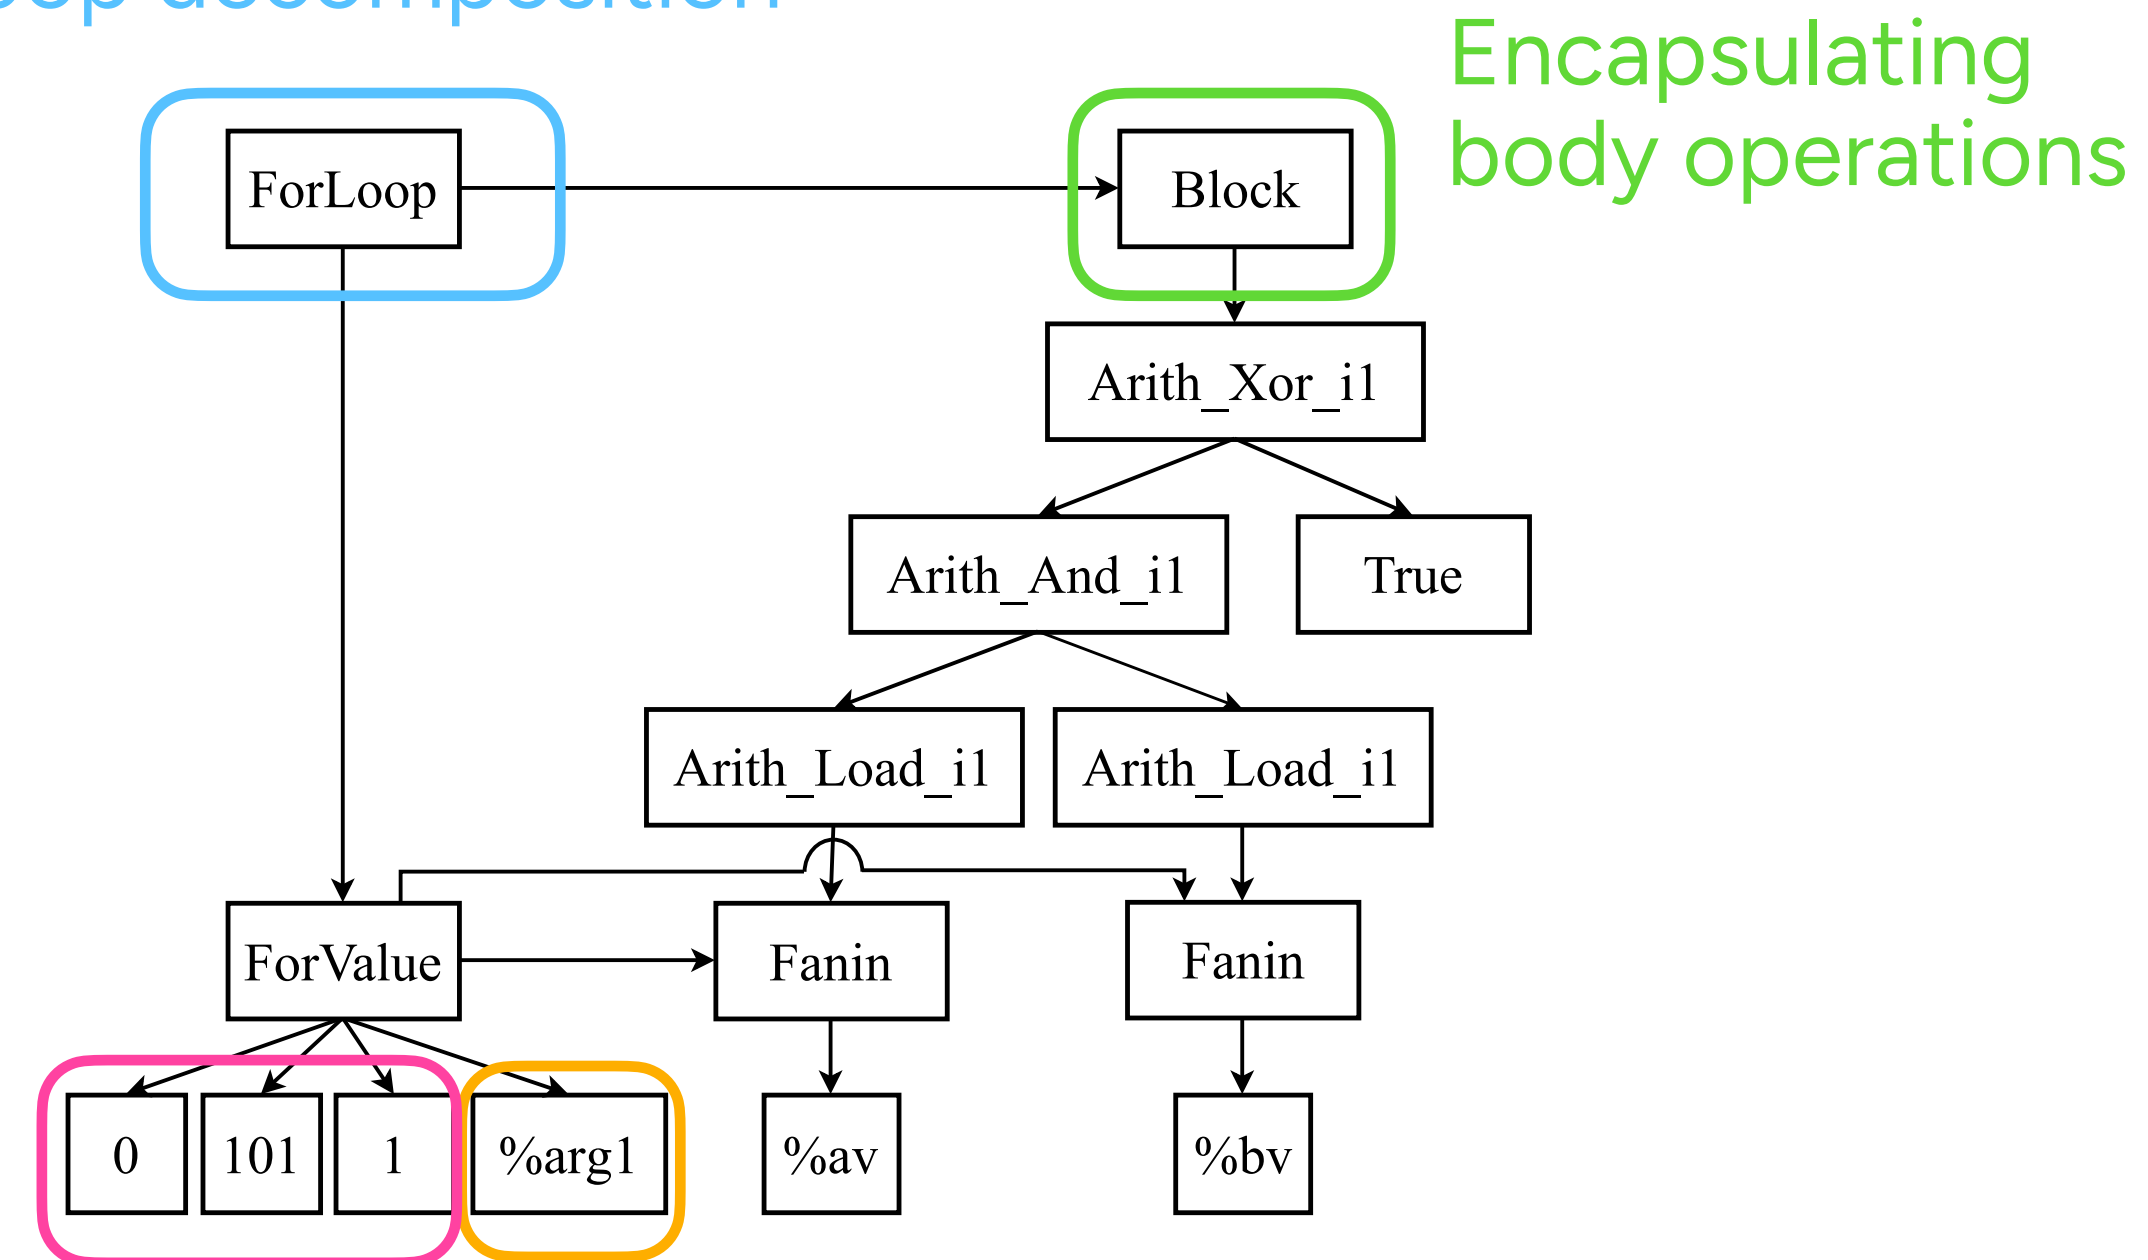 decomposition
Encapsulating
body operations
ForLoop
Block
Arith_Xor_i1
Arith_And_i1
True
Arith_Load_i1
Arith_Load_i1
ForValue
Fanin
Fanin
0
101
1
%arg1
%av
%bv